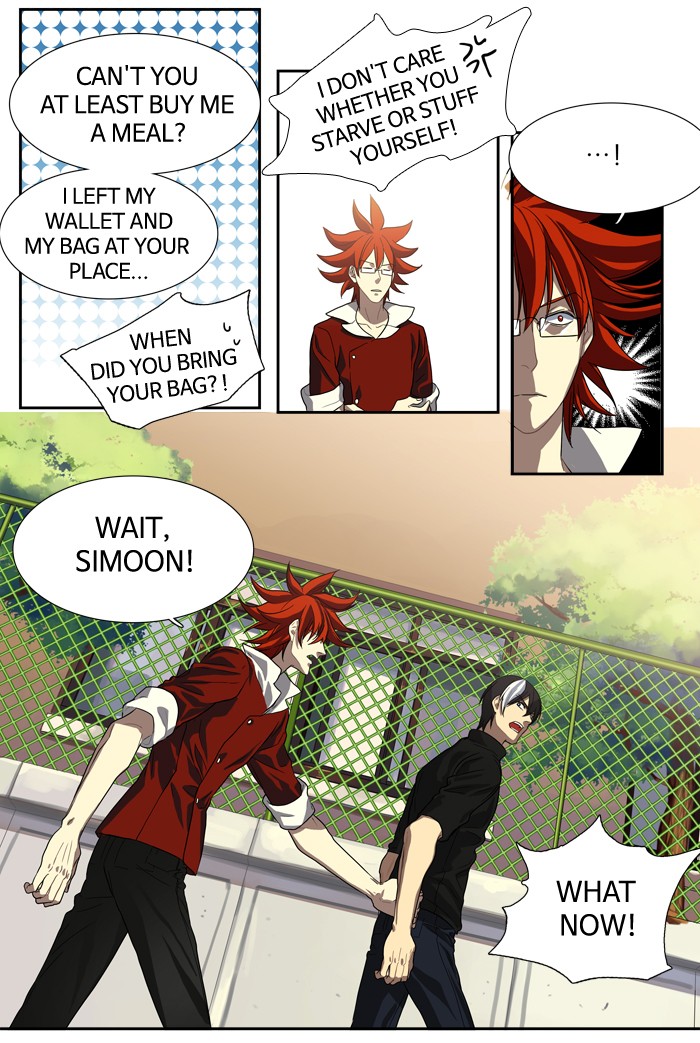 CAN'T YOU
AT LEAST BUY ME
A MEAL?
I LEFT MY
WALLET AND
MY BAG AT YOUR
PLACE...
WHEN
DID YOU BRING
YOUR BAG?!
I DON'T CARE
WHETHER YOU
STARVE OR STUFF
YOURSELF!
...!
WAIT,
SIMOON!
WHAT
NOW!